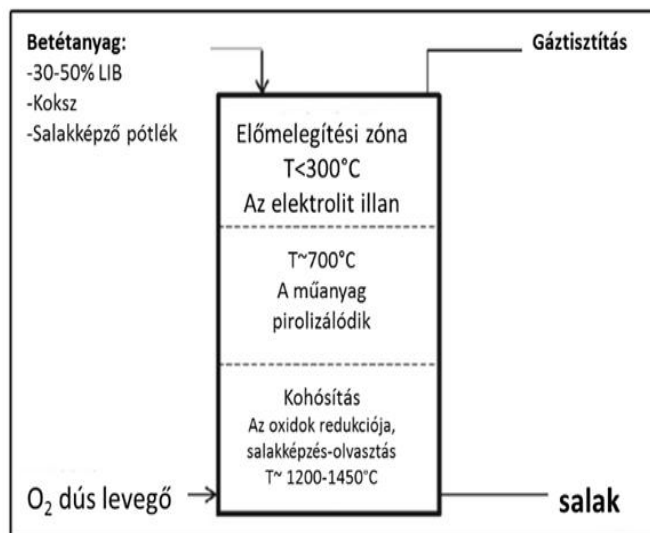 Betétanyag:
-30-50% LIB
-Koksz
-Salakképző pótlék
Gáztisztítás
Előmelegítési zóna
T<300°C
Az elektrolit illan
T~700°C
A műanyag
pirolizálódik
Kohósítás
Az oxidok redukciója,
salakképzés-olvasztás
T~ 1200-1450°C
O₂ dús levegő
salak